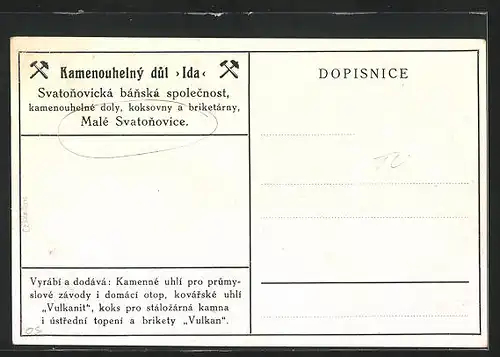 Kamenouhelný důl ›Ida‹
Svatoňovická báňská společnost,
kamenouhelné doly, koksovny a briketárny,
Malé Svatoňovice.
DOPISNICE
Vyrábí a dodává: Kamenné uhlí pro průmy-
slové závody i domácí otop, kovářské uhlí
„Vulkanit“, koks pro stáložárná kamna
i ústřední topení a brikety „Vulkan“.